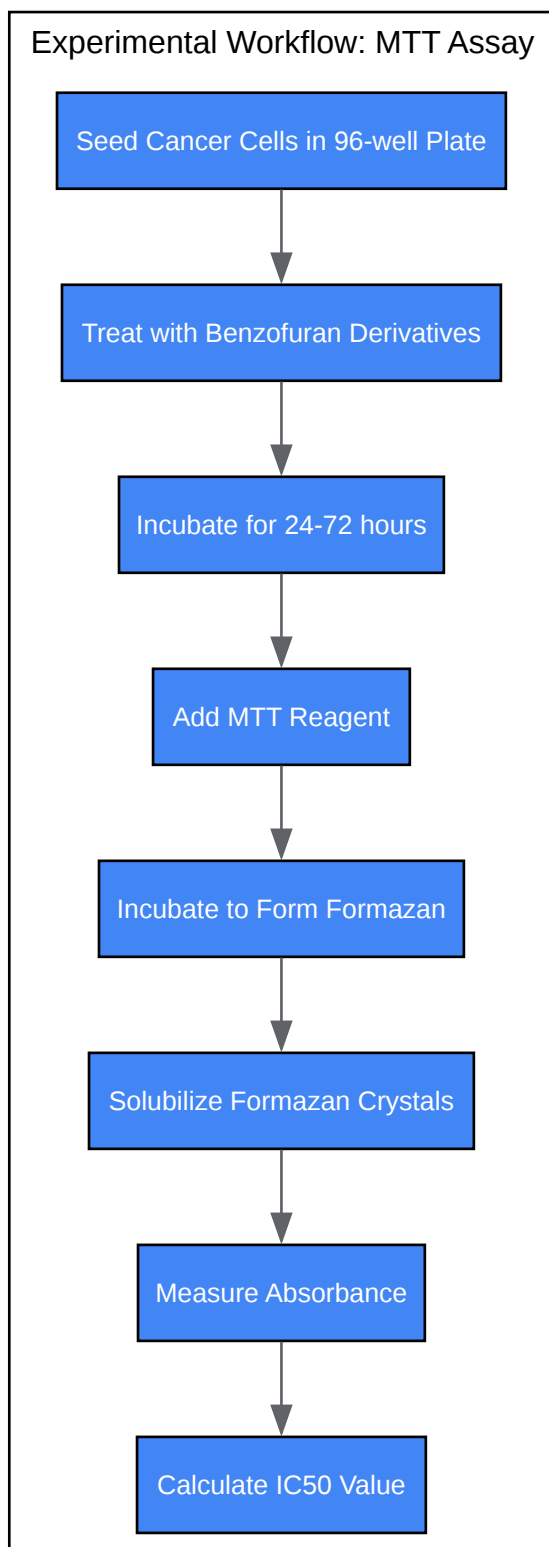 Experimental Workflow: MTT Assay
Seed Cancer Cells in 96-well Plate
Treat with Benzofuran Derivatives
Incubate for 24-72 hours
Add MTT Reagent
Incubate to Form Formazan
Solubilize Formazan Crystals
Measure Absorbance
Calculate IC50 Value